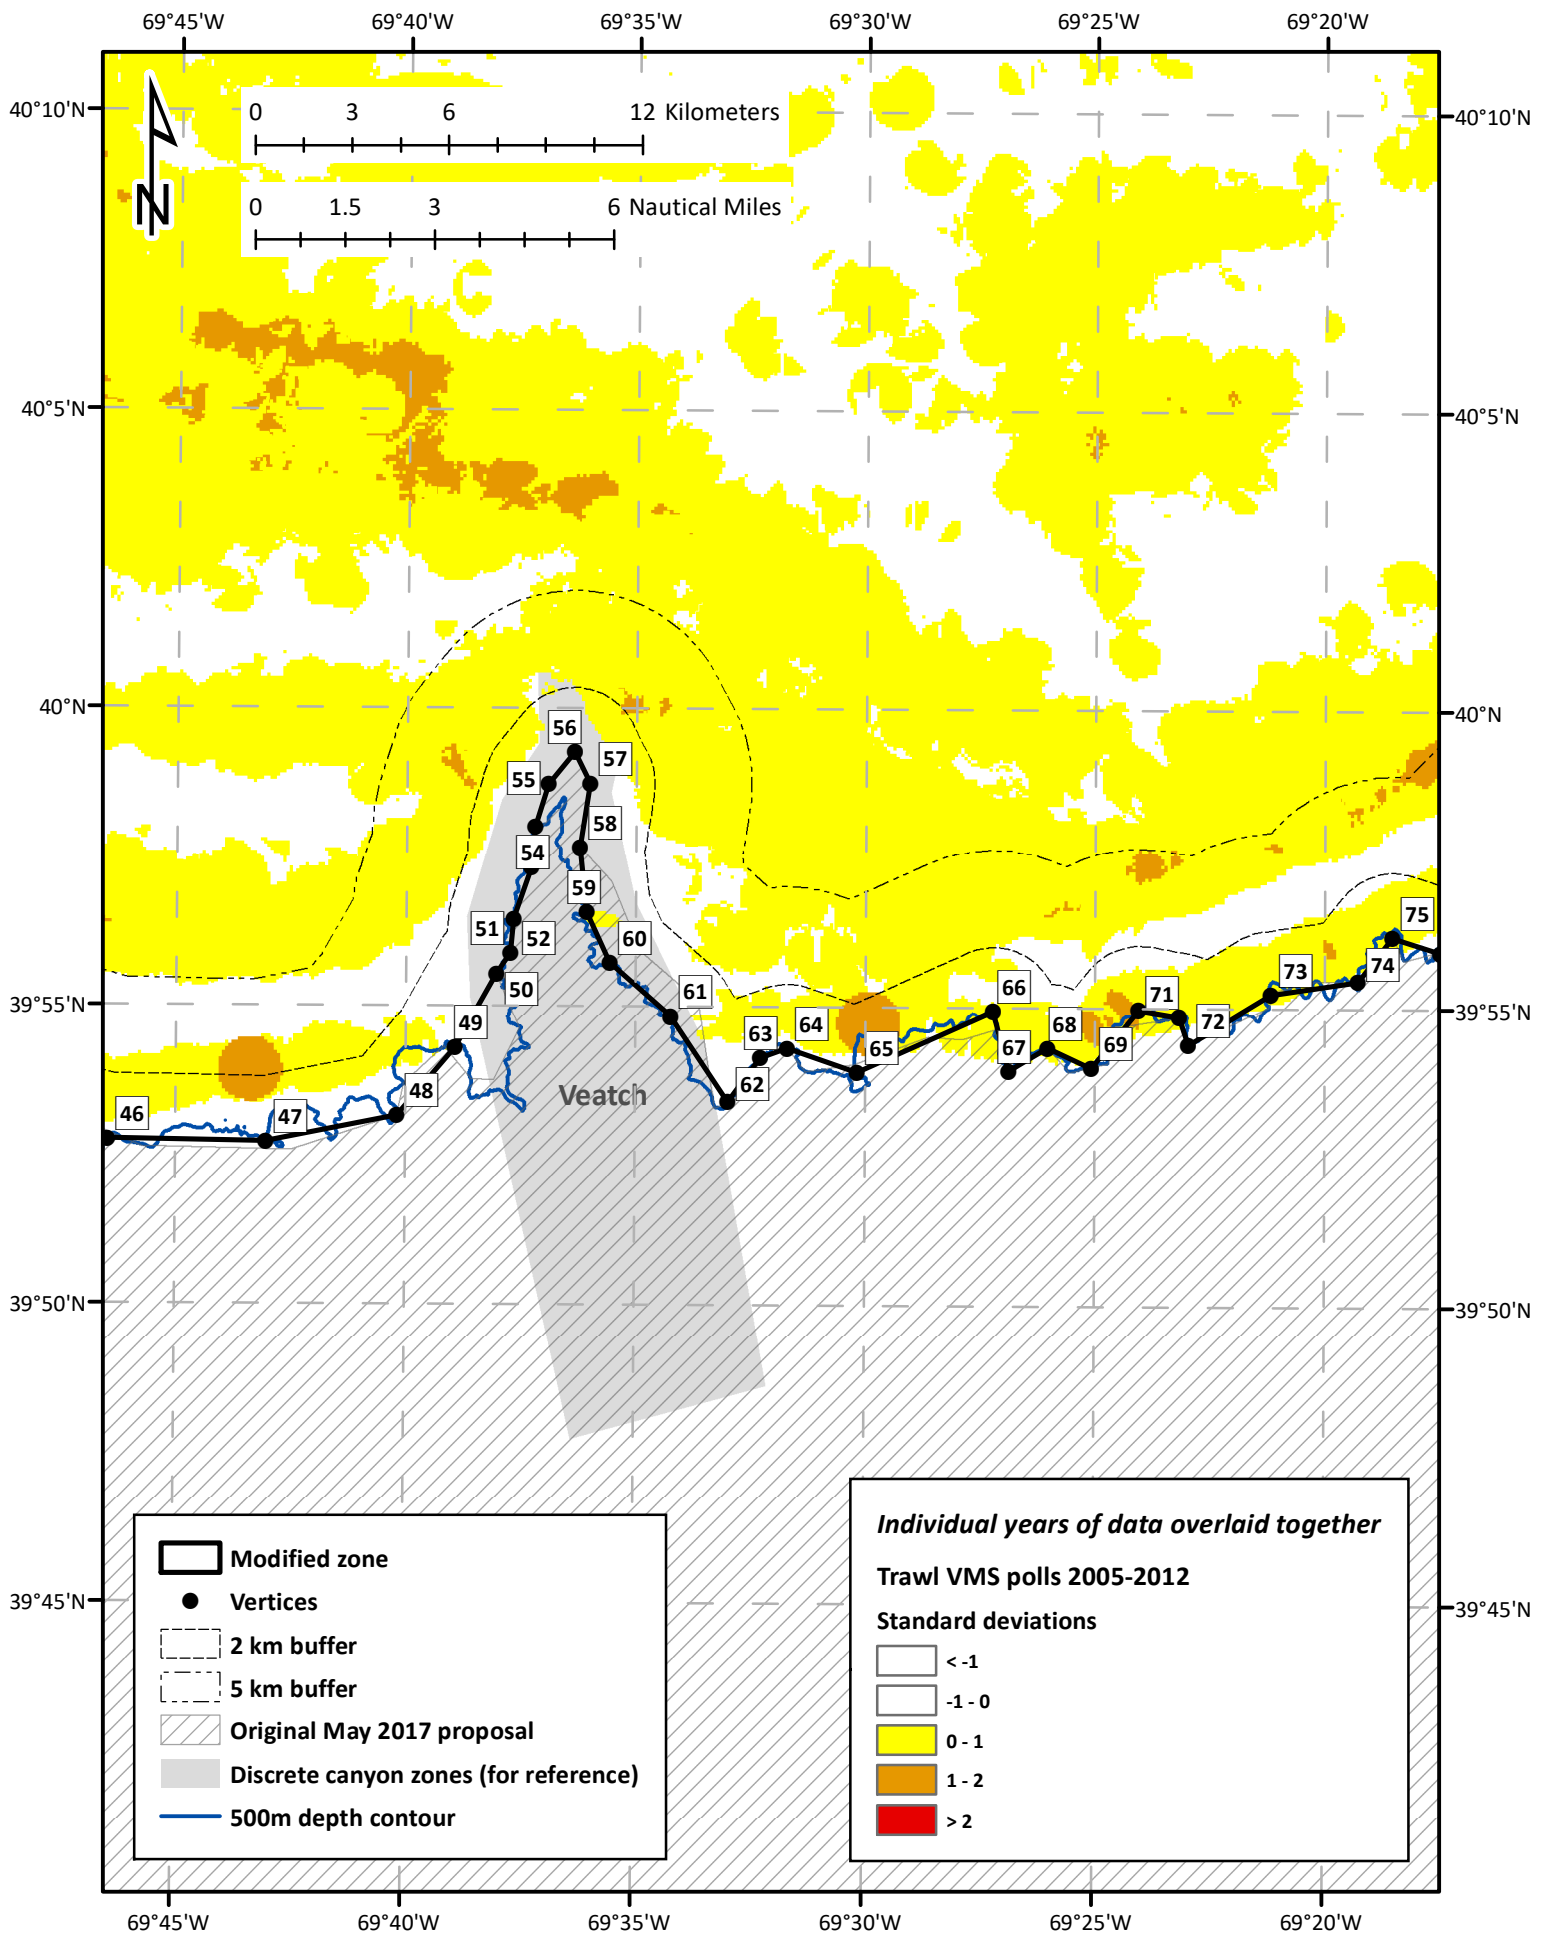 69°45'W 69°40'W 69°35'W 69°30'W 69°25'W 69°20'W
40°10'N 40°10'N
0 3 6 12 Kilometers
N
0 1.5 3 6 Nautical Miles
40°5'N 40°5'N
40°N 40°N
56
57
55
58
54
59
75
51 52 60
74
73
50 61
66 71
49 63 64 68 72
65 67 69
48 62
Veatch
46 47
39°55'N 39°55'N
39°50'N 39°50'N
39°45'N 39°45'N
Modified zone
Vertices
2 km buffer
5 km buffer
Original May 2017 proposal
Discrete canyon zones (for reference)
500m depth contour
Individual years of data overlaid together
Trawl VMS polls 2005-2012
Standard deviations
< -1
-1 - 0
0 - 1
1 - 2
> 2
69°45'W 69°40'W 69°35'W 69°30'W 69°25'W 69°20'W